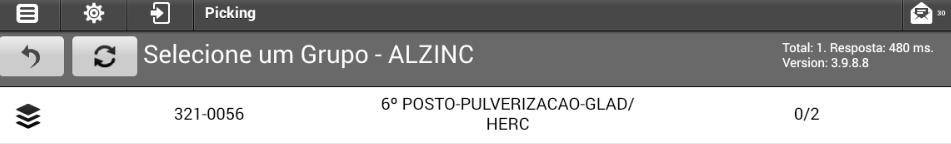 Picking
30
Selecione um Grupo - ALZINC
Total: 1. Resposta: 480 ms.
Version: 3.9.8.8
321-0056
6º POSTO-PULVERIZACAO-GLAD/
HERC
0/2